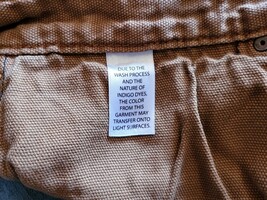 DUE TO THE
WASH PROCESS
AND THE
NATURE OF
INDIGO DYES,
THE COLOR
FROM THIS
GARMENT MAY
TRANSFER ONTO
LIGHT SURFACES.